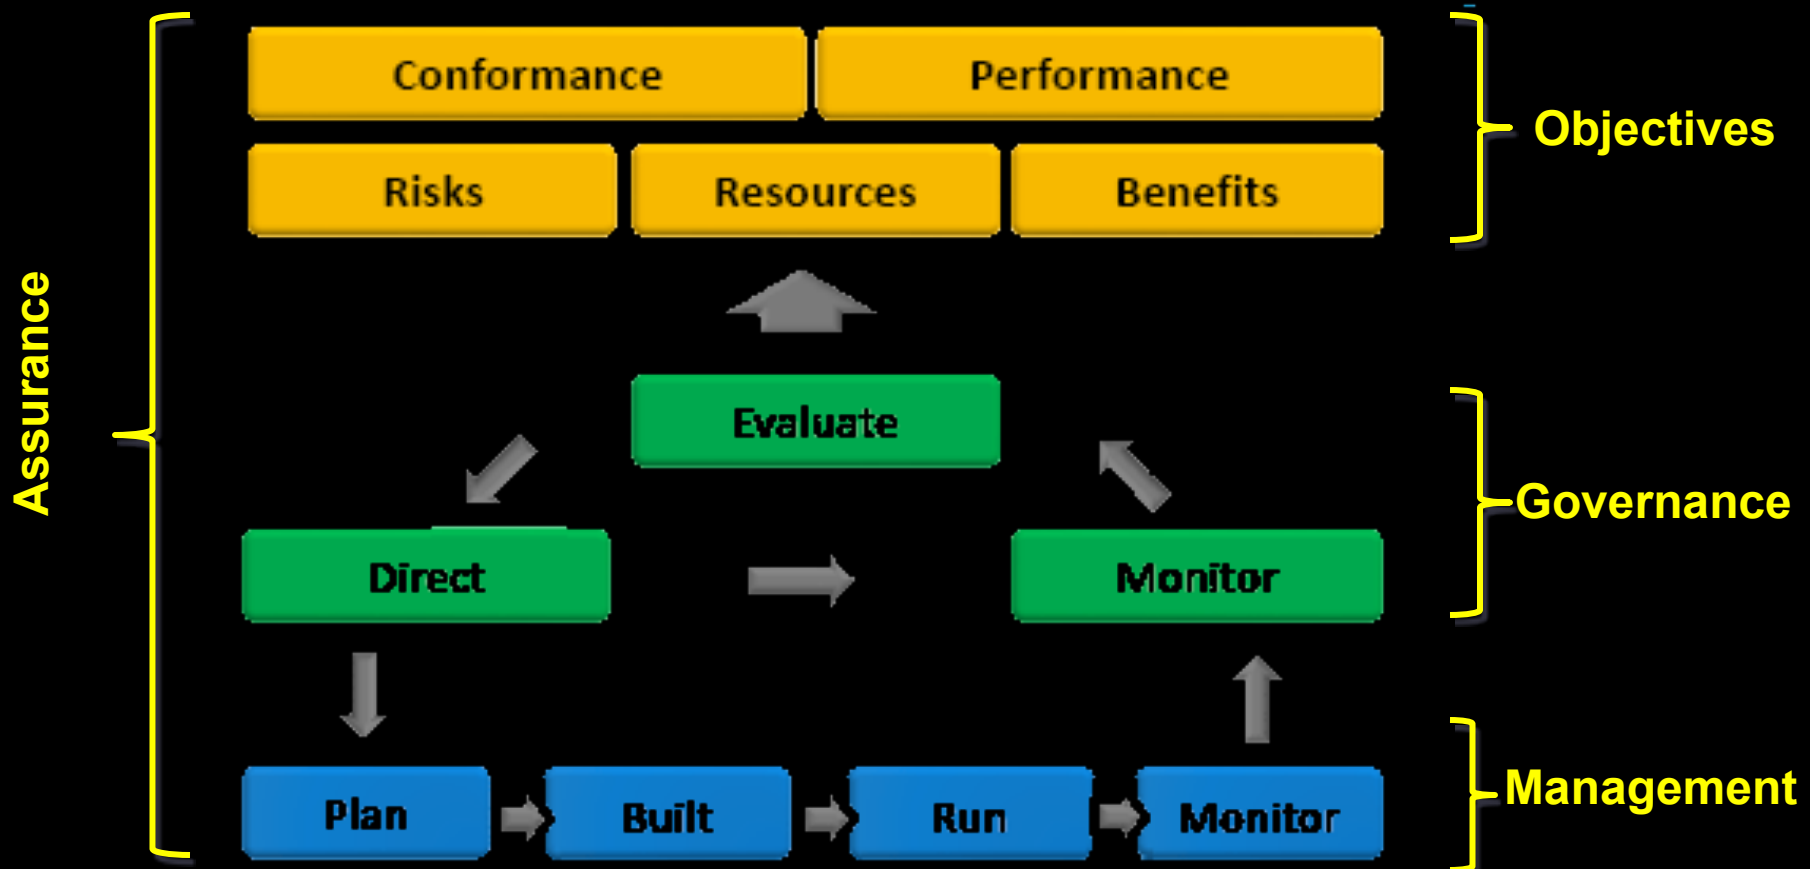 Conformance
Performance
Objectives
Risks
Resources
Benefits
Assurance
Evaluate
Governance
Direct
Monitor
Plan
Built
Run
Monitor
Management